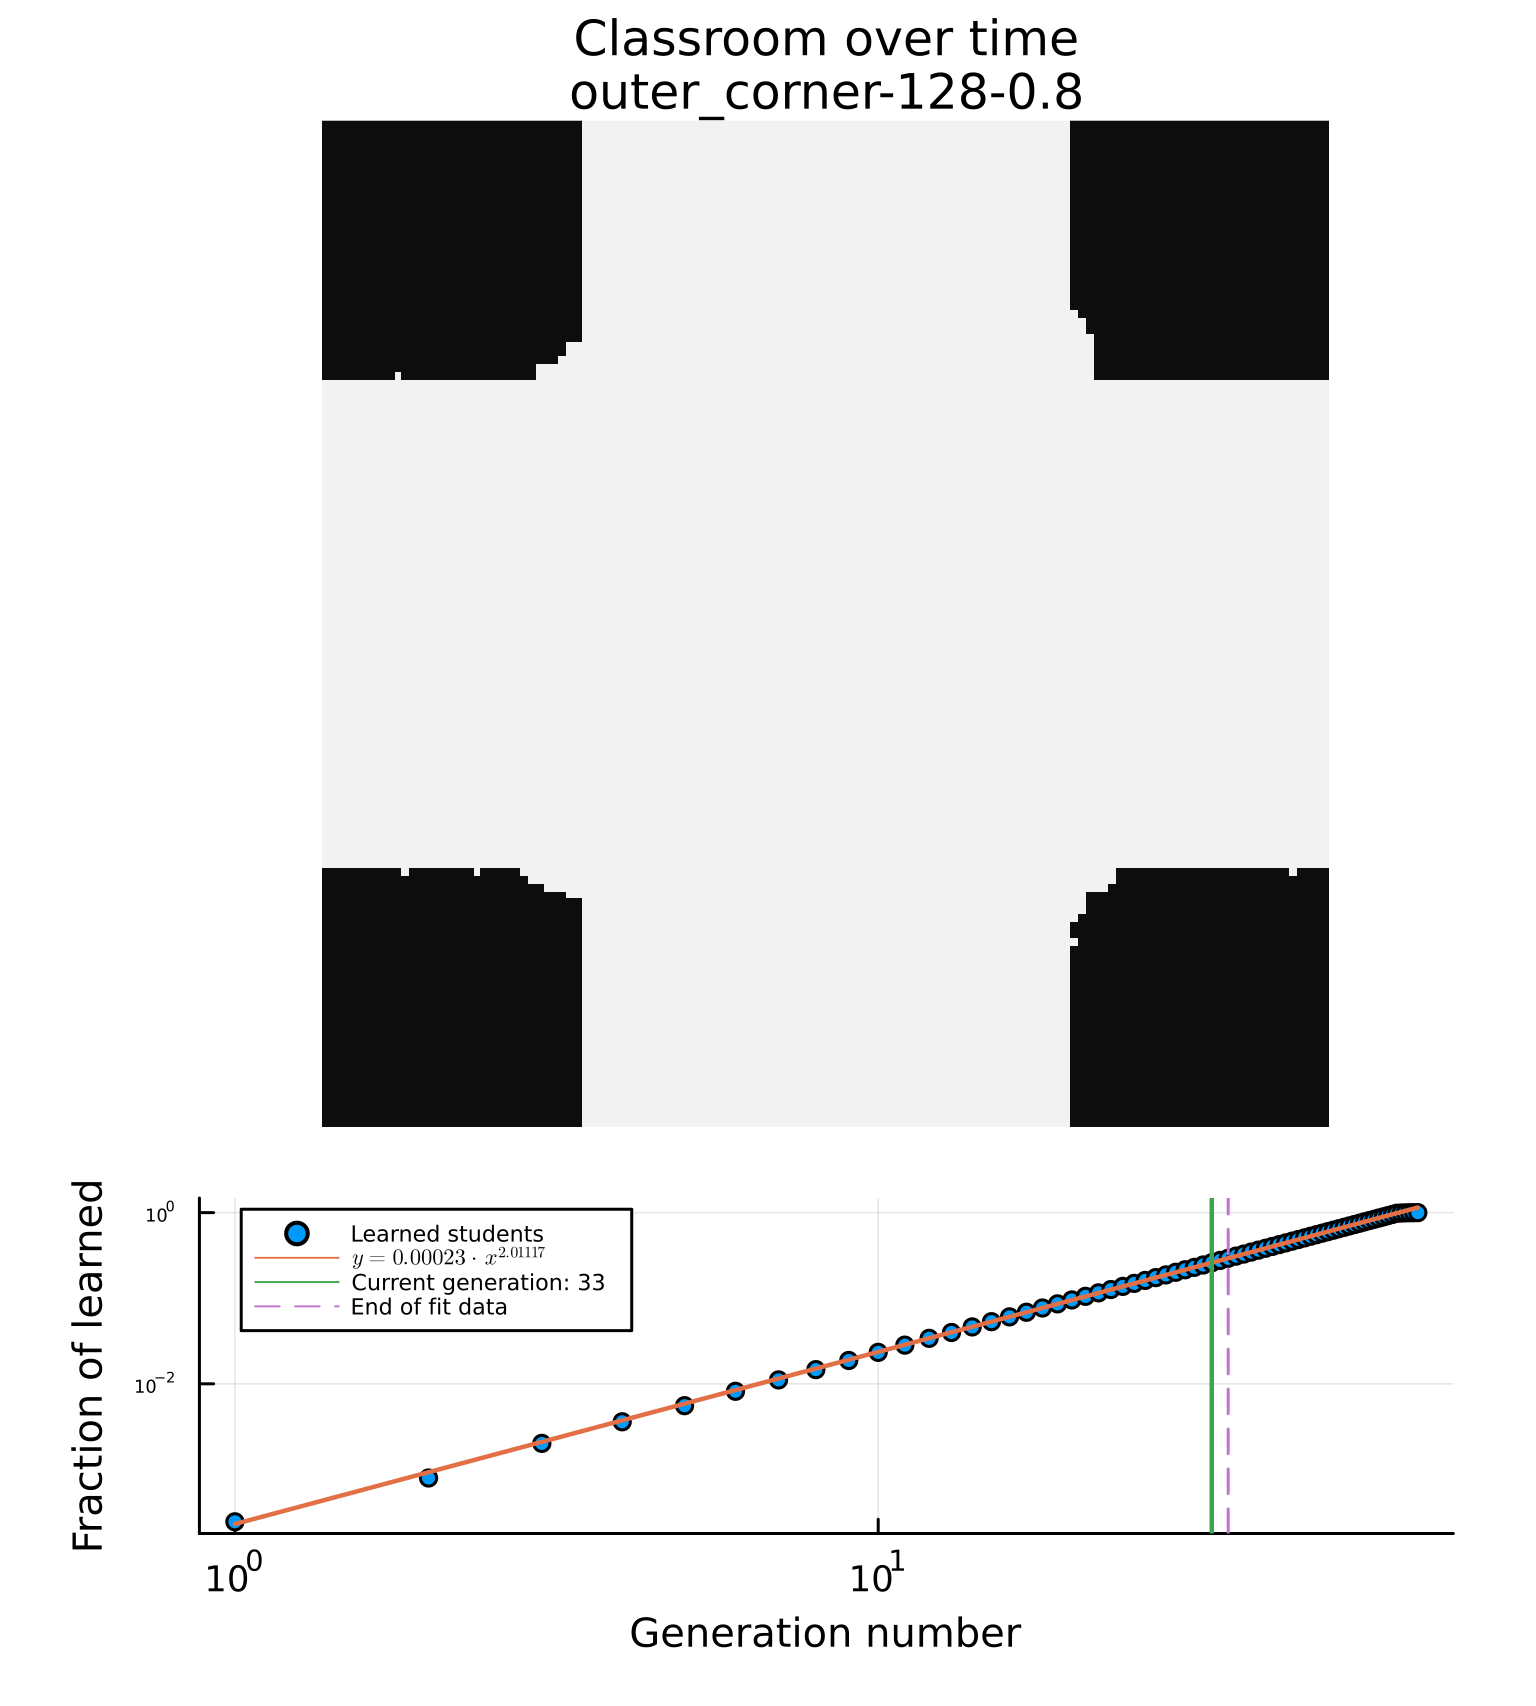 Classroom over time
outer_corner-128-0.8
Fraction of learned
10^0
10^−2
Learned students
y = 0.00023 · x^2.01117
Current generation: 33
End of fit data
10^0
10^1
Generation number